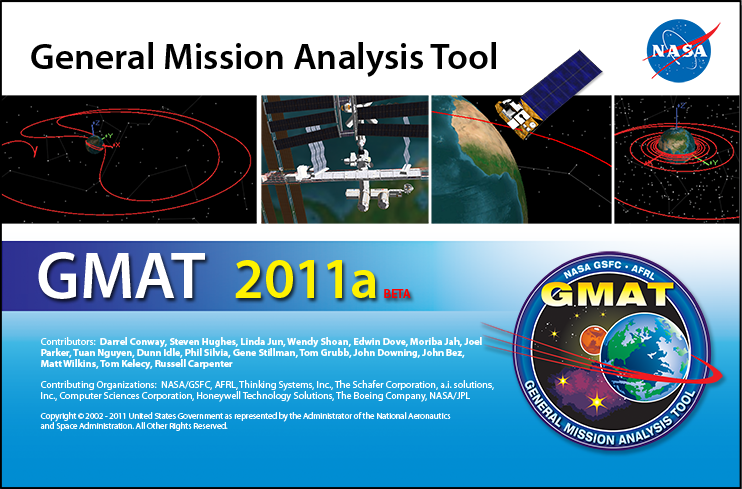 General Mission Analysis Tool
NASA
Y
X
Z
Y
X
Y
GMAT 2011a BETA
NASA GSFC · AFRL
GMAT
GENERAL MISSION ANALYSIS TOOL
Contributors: Darrel Conway, Steven Hughes, Linda Jun, Wendy Shoan, Edwin Dove, Moriba Jah, Joel
Parker, Tuan Nguyen, Dunn Idle, Phil Silvia, Gene Stillman, Tom Grubb, John Downing, John Bez,
Matt Wilkins, Tom Kelecy, Russell Carpenter
Contributing Organizations: NASA/GSFC, AFRL, Thinking Systems, Inc., The Schafer Corporation, a.i. solutions,
Inc., Computer Sciences Corporation, Honeywell Technology Solutions, The Boeing Company, NASA/JPL
Copyright © 2002 - 2011 United States Government as represented by the Administrator of the National Aeronautics
and Space Administration. All Other Rights Reserved.